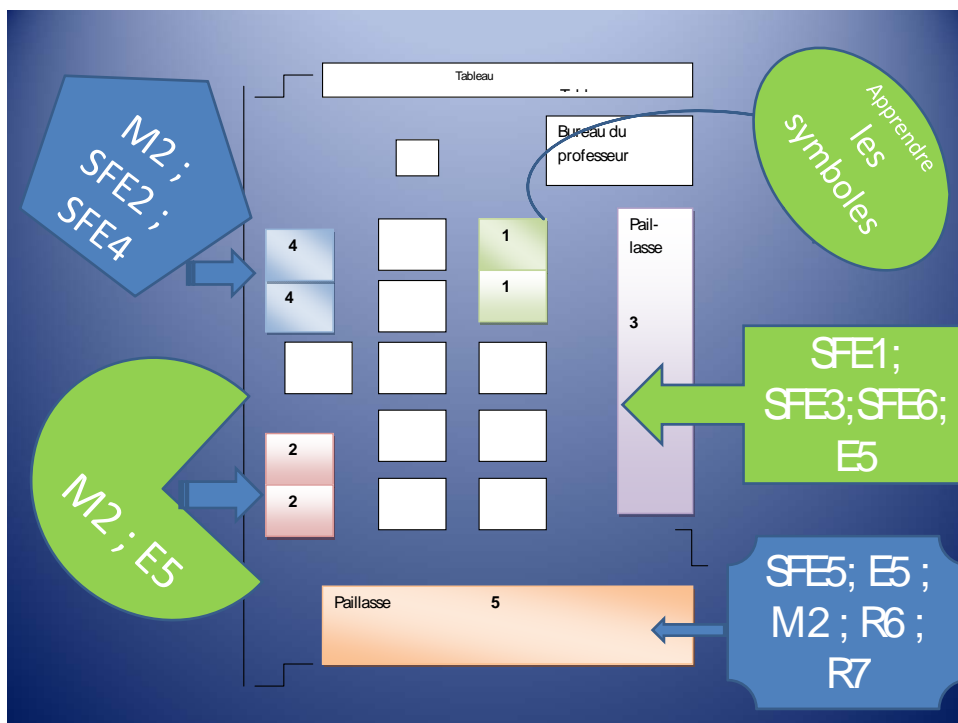 Tableau
Bureau du
professeur
Apprendre
les
symboles
M2 ;
SFE2 ;
SFE4
4
4
1
1
Pail-
lasse
3
SFE1;
SFE3;SFE6;
E5
2
2
M2 ; E5
SFE5; E5 ;
M2 ; R6 ;
R7
Paillasse 5